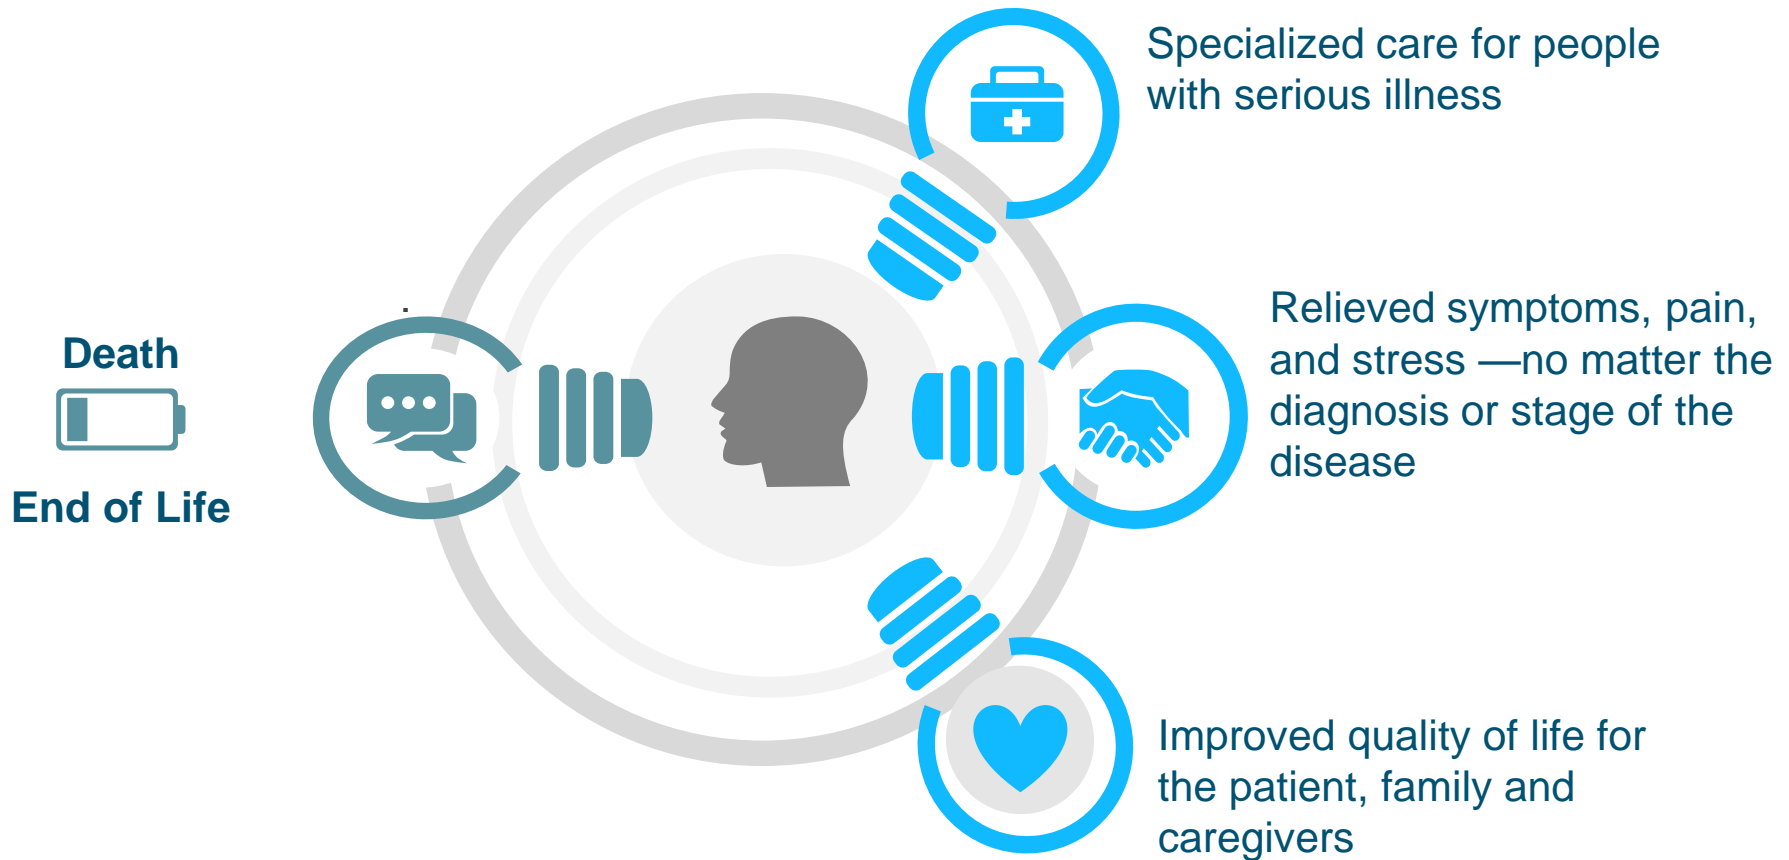 Specialized care for people
with serious illness
Death
End of Life
Relieved symptoms, pain,
and stress —no matter the
diagnosis or stage of the
disease
Improved quality of life for
the patient, family and
caregivers